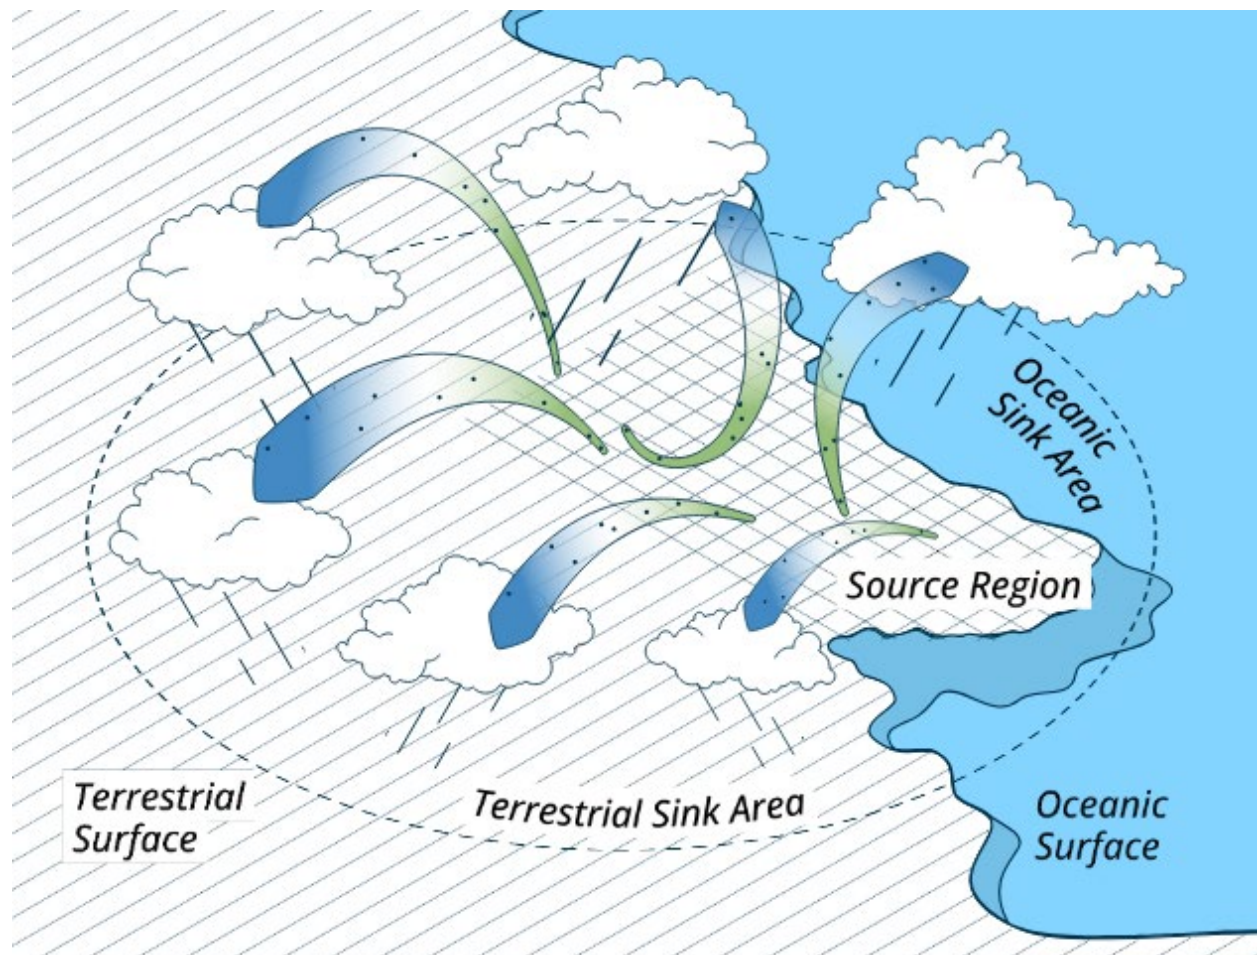 Oceanic
Sink Area
Source Region
Terrestrial
Surface
Terrestrial Sink Area
Oceanic
Surface